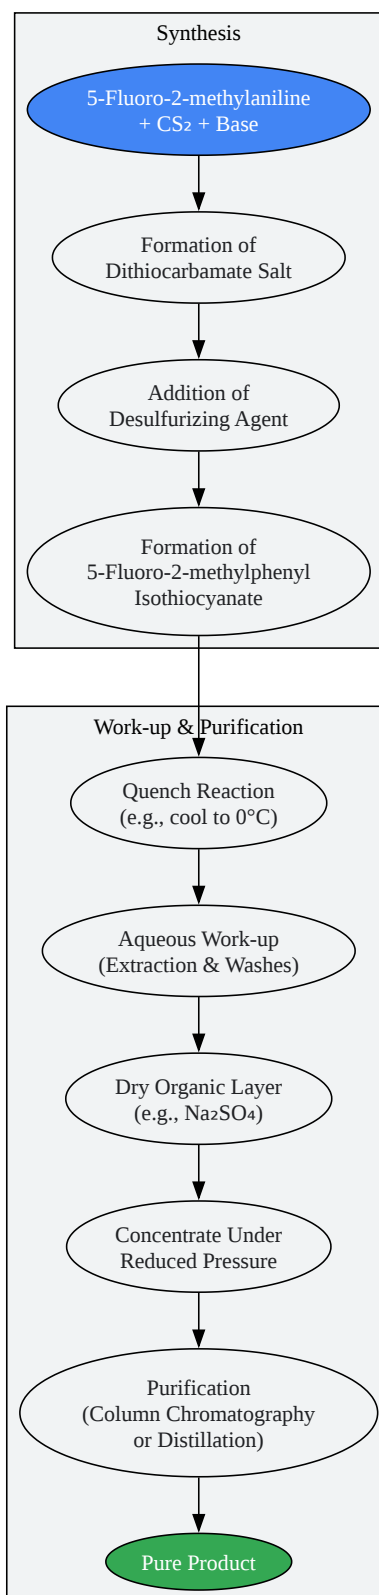 Synthesis
5-Fluoro-2-methylaniline
+ CS₂ + Base
Formation of
Dithiocarbamate Salt
Addition of
Desulfurizing Agent
Formation of
5-Fluoro-2-methylphenyl
Isothiocyanate
Work-up & Purification
Quench Reaction
(e.g., cool to 0°C)
Aqueous Work-up
(Extraction & Washes)
Dry Organic Layer
(e.g., Na₂SO₄)
Concentrate Under
Reduced Pressure
Purification
(Column Chromatography
or Distillation)
Pure Product